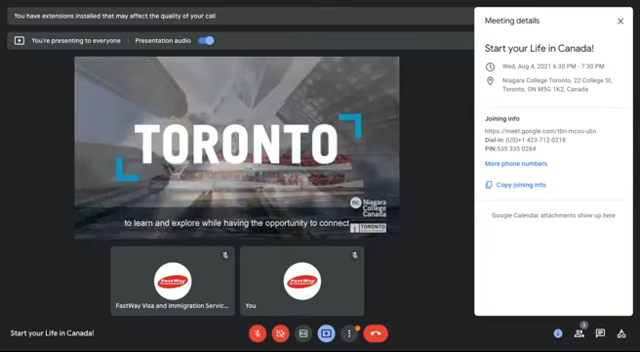 You have extensions installed that may affect the quality of your call
You're presenting to everyone
Presentation audio
TORONTO
Niagara
College
Canada
TORONTO
to learn and explore while having the opportunity to connect
FastWay Visa and Immigration Servic...
You
Start your Life in Canada!
Meeting details
Start your Life in Canada!
Wed, Aug 4, 2021 6:30 PM - 7:30 PM
Niagara College Toronto, 22 College St,
Toronto, ON M5G 1K2, Canada
Joining info
https://meet.google.com/tbn-mcsu-ubn
Dial-in: (US)+1 423-712-0218
PIN: 535 335 028#
More phone numbers
Copy joining info
Google Calendar attachments show up here